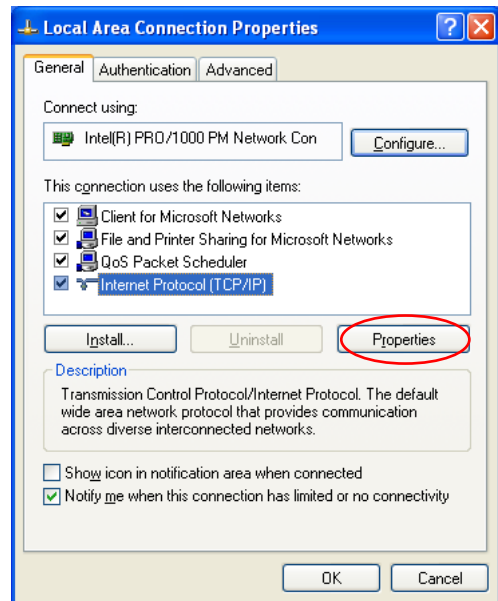 Local Area Connection Properties
General Authentication Advanced
Connect using:
Intel(R) PRO/1000 PM Network Con
Configure...
This connection uses the following items:
Client for Microsoft Networks
File and Printer Sharing for Microsoft Networks
QoS Packet Scheduler
Internet Protocol (TCP/IP)
Install... Uninstall Properties
Description
Transmission Control Protocol/Internet Protocol. The default
wide area network protocol that provides communication
across diverse interconnected networks.
Show icon in notification area when connected
Notify me when this connection has limited or no connectivity
OK Cancel